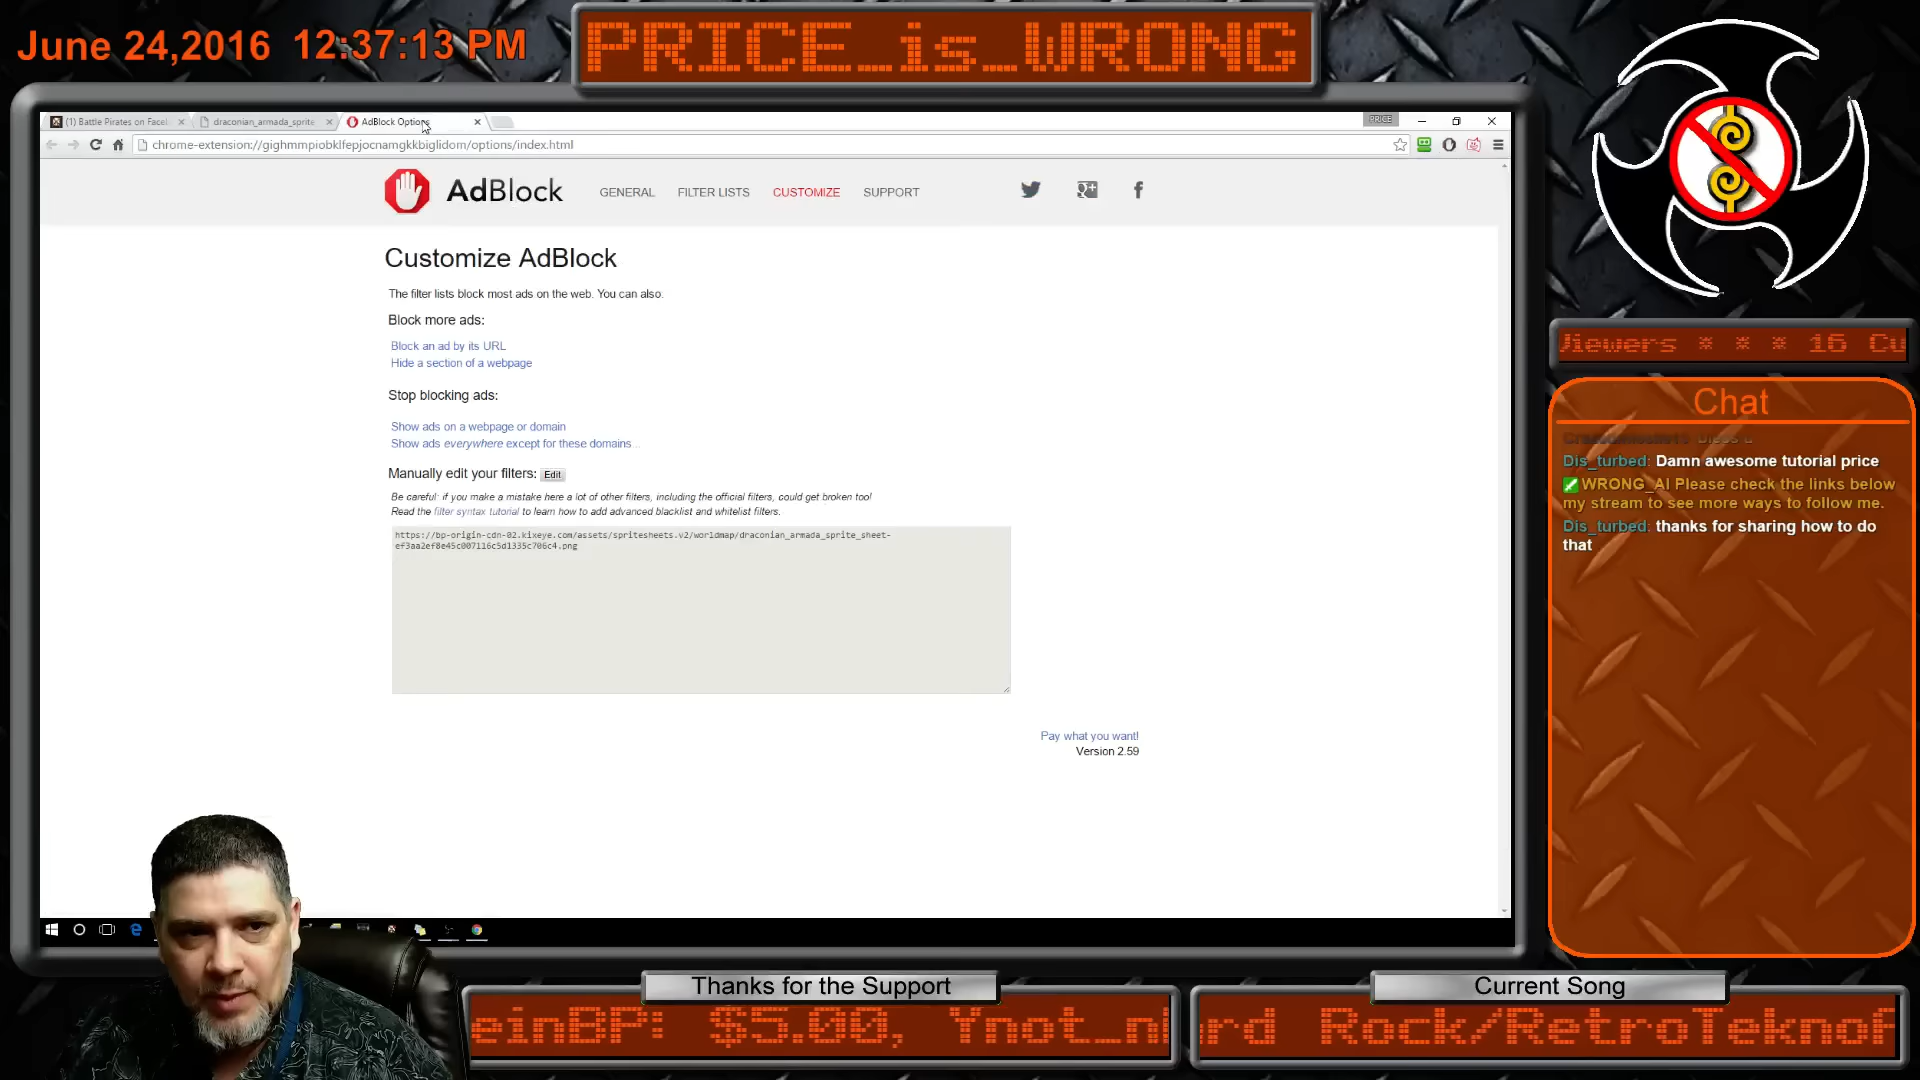 June 24,2016 12:37:13 PM
PRICE_is_WRONG
(1) Battle Pirates on Facel
draconian_armada_sprite
AdBlock Options
PRICE
chrome-extension://gighmmpiobklfepjocnamgkkbiglidom/options/index.html
AdBlock
GENERAL
FILTER LISTS
CUSTOMIZE
SUPPORT
Customize AdBlock
The filter lists block most ads on the web. You can also:
Block more ads:
Block an ad by its URL
Hide a section of a webpage
Stop blocking ads:
Show ads on a webpage or domain
Show ads everywhere except for these domains...
Manually edit your filters: Edit
Be careful: if you make a mistake here a lot of other filters, including the official filters, could get broken too!
Read the filter syntax tutorial to learn how to add advanced blacklist and whitelist filters.
https://bp-origin-cdn-02.kixeye.com/assets/spritesheets.v2/worldmap/draconian_armada_sprite_sheet-
ef3aa2ef8e45c007116c5d1335c706c4.png
Pay what you want!
Version 2.59
Viewers * * * 16 Cu
Chat
Dis_turbed: Damn awesome tutorial price
WRONG_AI Please check the links below
my stream to see more ways to follow me.
Dis_turbed: thanks for sharing how to do
that
Thanks for the Support
einBP: $5.00, Ynot_n
Current Song
rd Rock/RetroTeknof